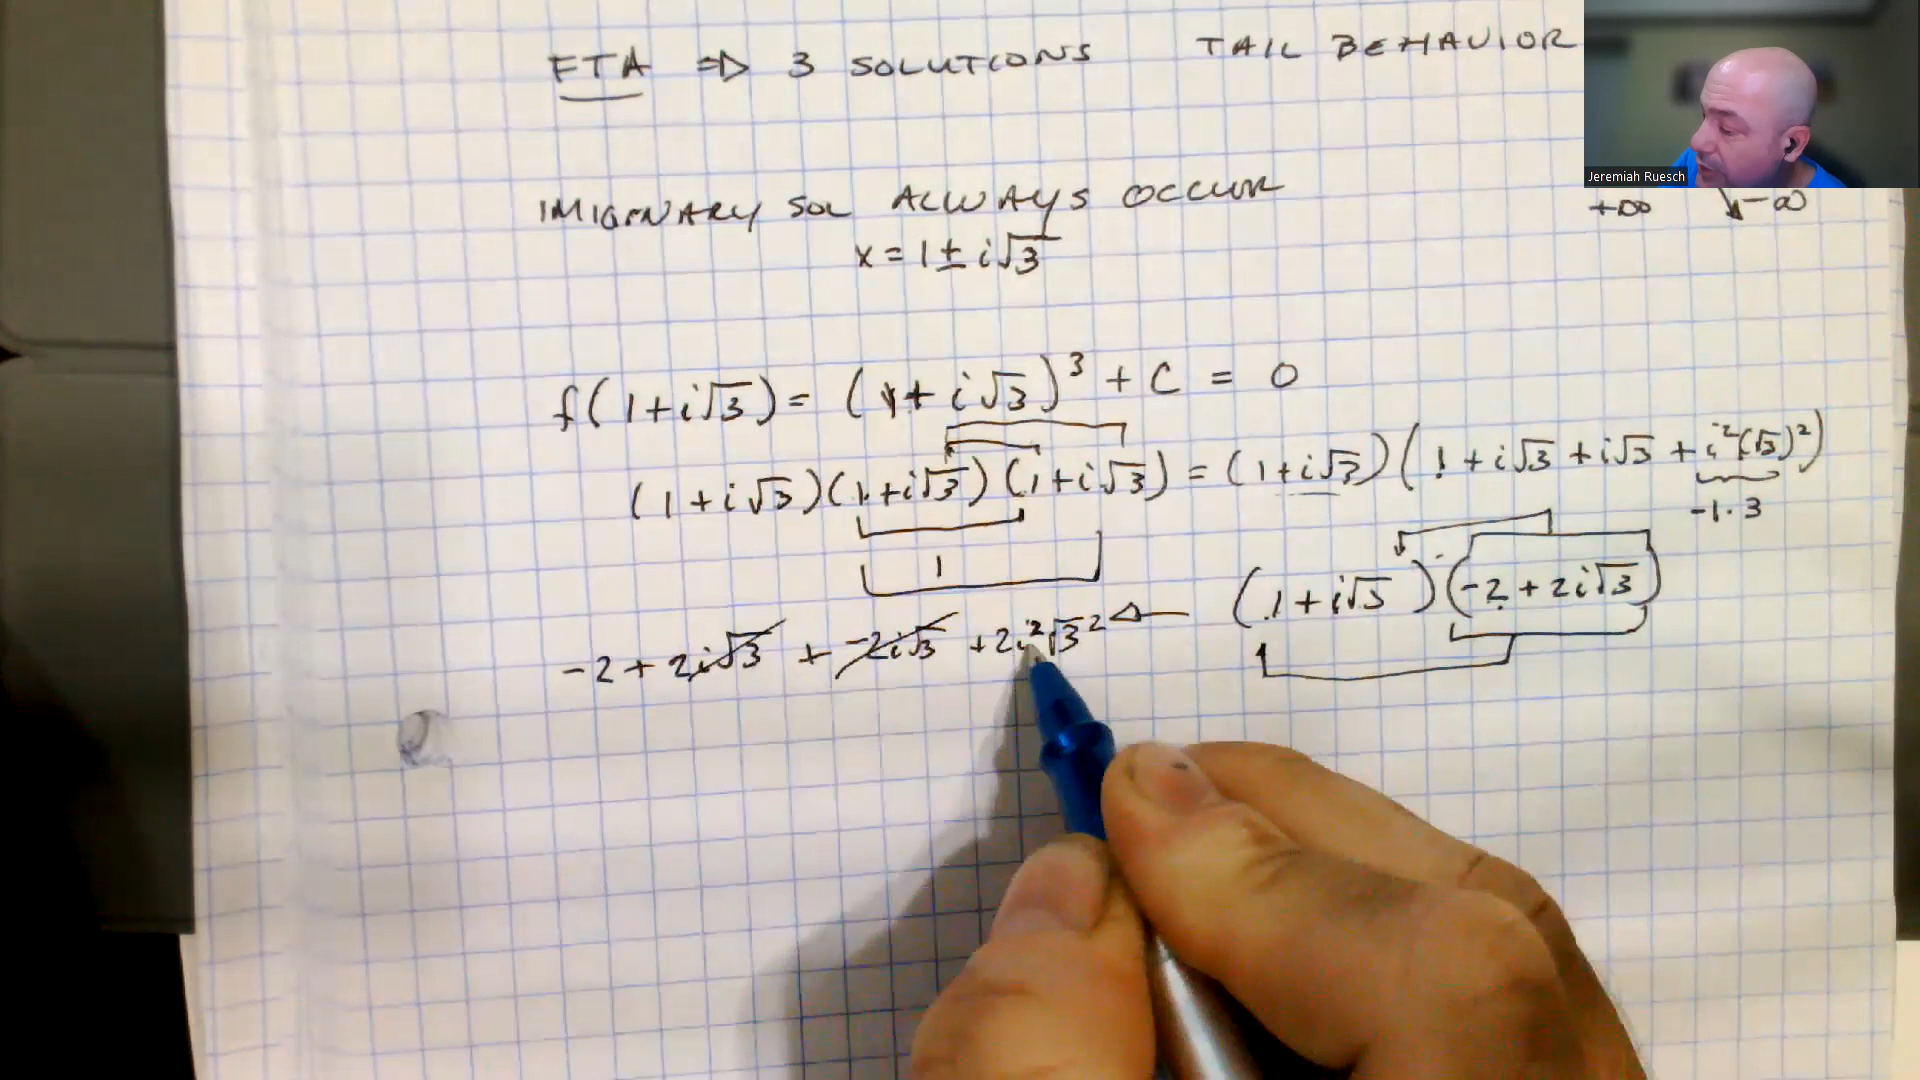 FTA ⇒ 3 SOLUTIONS TAIL BEHAVIOR
Jeremiah Ruesch
+∞ ↘ -∞
IMIGENARY SOL ALWAYS OCCUR
x = 1 ± i√3
f(1+i√3) = (1+i√3)³ + C = 0
(1+i√3)(1+i√3)(1+i√3) = (1+i√3)(1+i√3+i√3+i²(√3)²)
-1·3
1
(1+i√3)(-2+2i√3)
-2+2i√3 + -2i√3 +2i²√3²